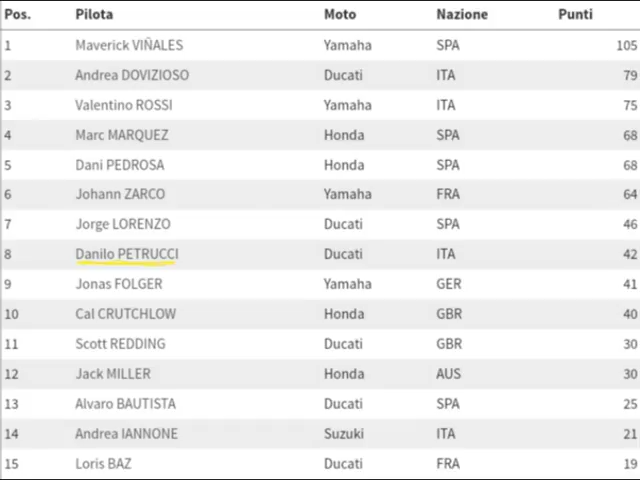 Pos. Pilota Moto Nazione Punti
1 Maverick VIÑALES Yamaha SPA 105
2 Andrea DOVIZIOSO Ducati ITA 79
3 Valentino ROSSI Yamaha ITA 75
4 Marc MARQUEZ Honda SPA 68
5 Dani PEDROSA Honda SPA 68
6 Johann ZARCO Yamaha FRA 64
7 Jorge LORENZO Ducati SPA 46
8 Danilo PETRUCCI Ducati ITA 42
9 Jonas FOLGER Yamaha GER 41
10 Cal CRUTCHLOW Honda GBR 40
11 Scott REDDING Ducati GBR 30
12 Jack MILLER Honda AUS 30
13 Alvaro BAUTISTA Ducati SPA 25
14 Andrea IANNONE Suzuki ITA 21
15 Loris BAZ Ducati FRA 19